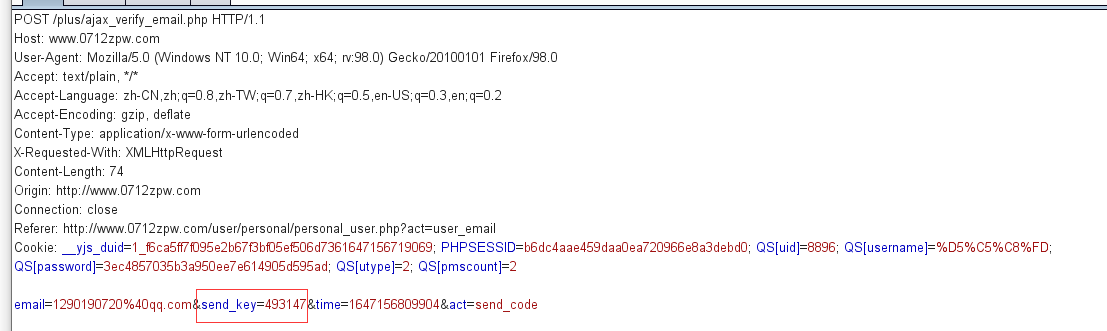 POST /plus/ajax_verify_email.php HTTP/1.1
Host: www.0712zpw.com
User-Agent: Mozilla/5.0 (Windows NT 10.0; Win64; x64; rv:98.0) Gecko/20100101 Firefox/98.0
Accept: text/plain, */*
Accept-Language: zh-CN,zh;q=0.8,zh-TW;q=0.7,zh-HK;q=0.5,en-US;q=0.3,en;q=0.2
Accept-Encoding: gzip, deflate
Content-Type: application/x-www-form-urlencoded
X-Requested-With: XMLHttpRequest
Content-Length: 74
Origin: http://www.0712zpw.com
Connection: close
Referer: http://www.0712zpw.com/user/personal/personal_user.php?act=user_email
Cookie: __yjs_duid=1_f6ca5ff7f095e2b67f3bf05ef506d7361647156719069; PHPSESSID=b6dc4aae459daa0ea720966e8a3debd0; QS[uid]=8896; QS[username]=%D5%C5%C8%FD;
QS[password]=3ec4857035b3a950ee7e614905d595ad; QS[utype]=2; QS[pmscount]=2
email=1290190720%40qq.com&send_key=493147&time=1647156809904&act=send_code